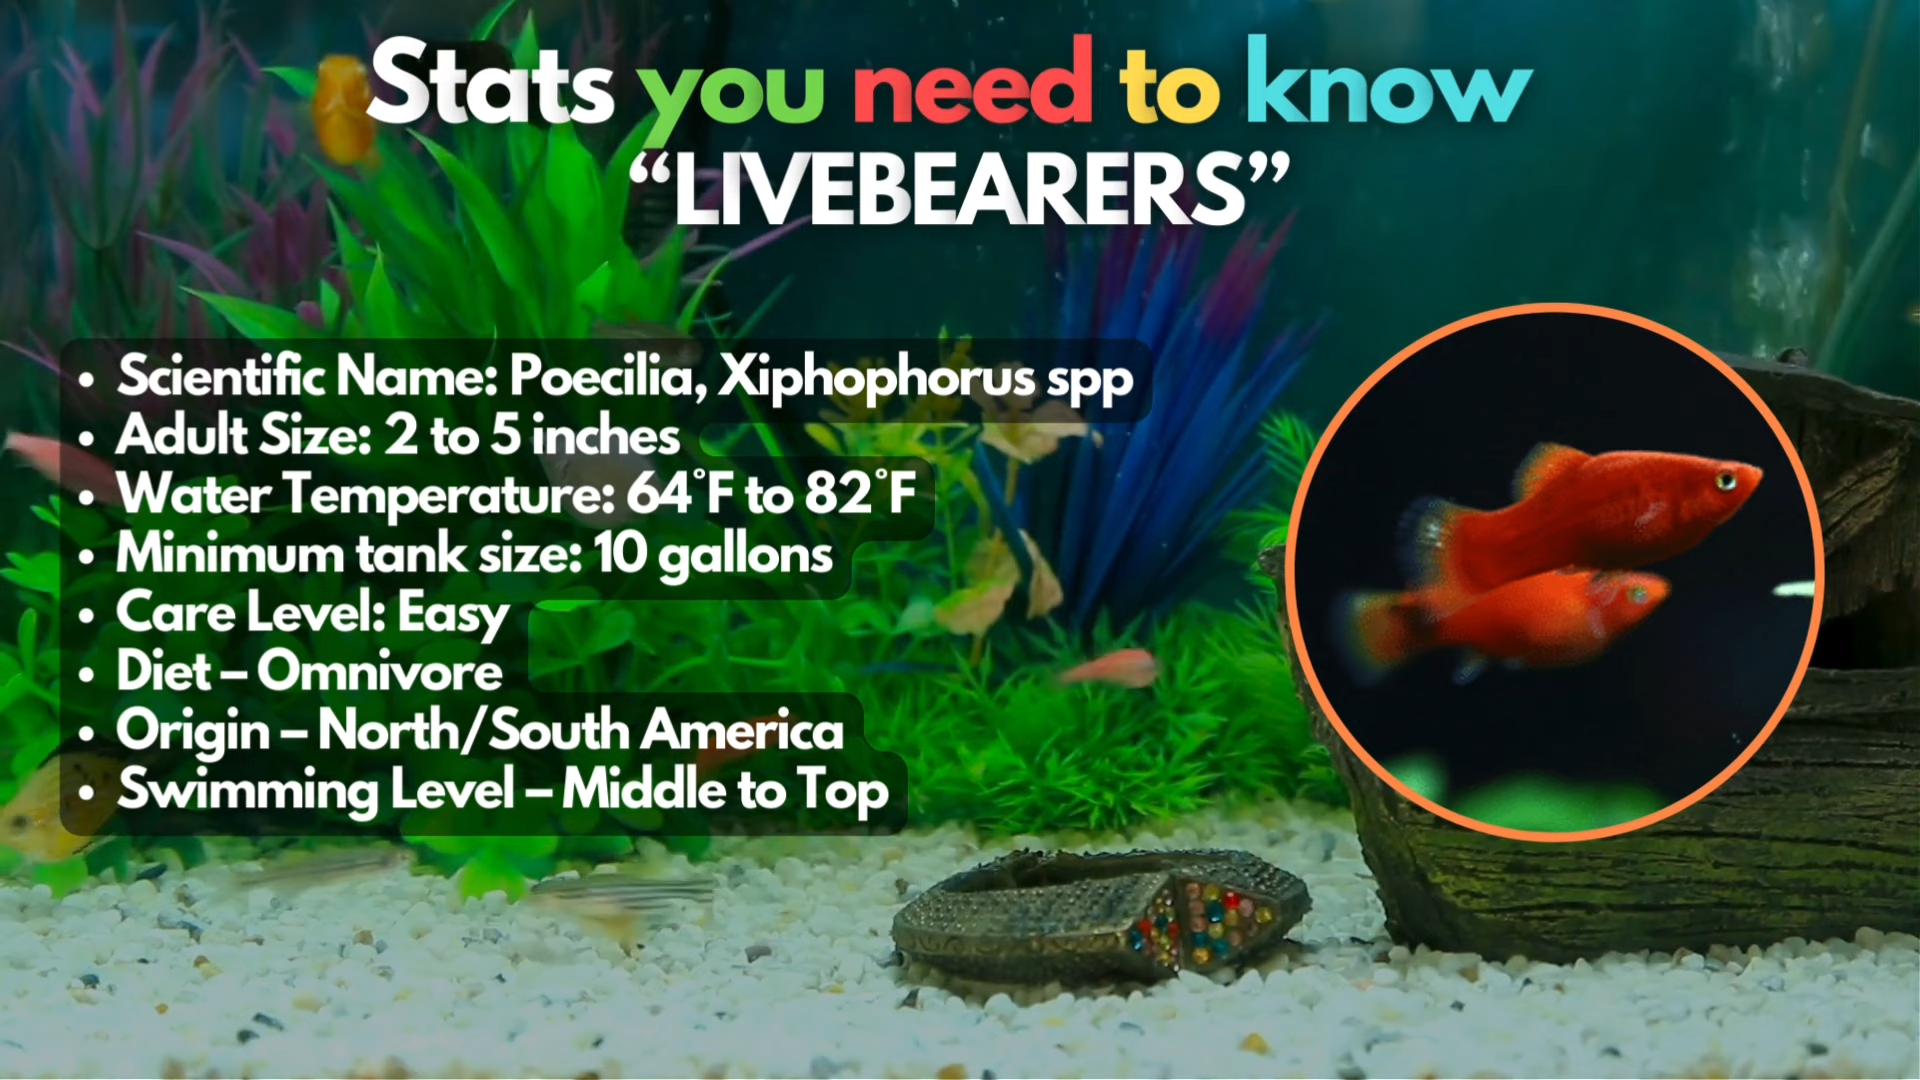 Stats you need to know
“LIVEBEARERS”
• Scientific Name: Poecilia, Xiphophorus spp
• Adult Size: 2 to 5 inches
• Water Temperature: 64°F to 82°F
• Minimum tank size: 10 gallons
• Care Level: Easy
• Diet – Omnivore
• Origin – North/South America
• Swimming Level – Middle to Top